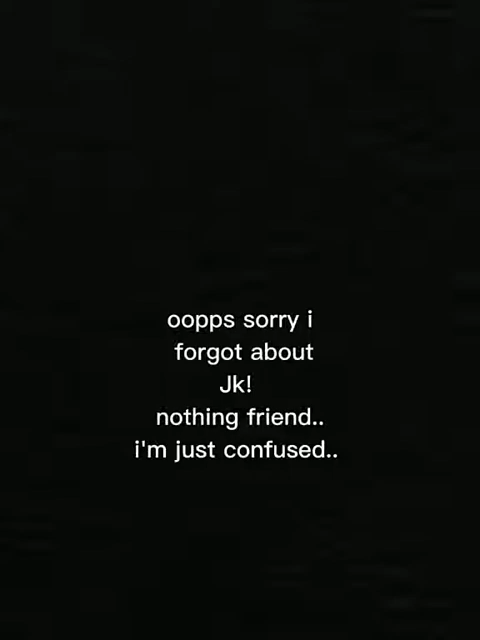 oopps sorry i
forgot about
Jk!
nothing friend..
i'm just confused..